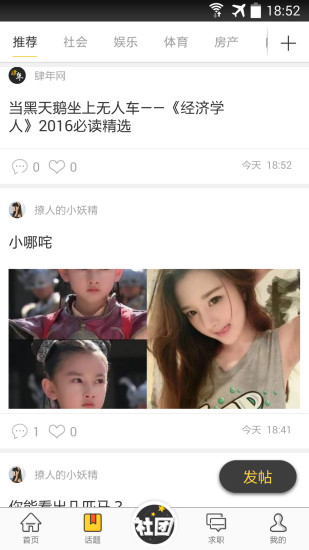 18:52
推荐 社会 娱乐 体育 房产
肆年网
当黑天鹅坐上无人车——《经济学
人》2016必读精选
0 0 今天 18:52
撩人的小妖精
小哪咤
1 0 今天 18:41
撩人的小妖精
发帖
你能看出几匹马？
社团
首页 话题 求职 我的